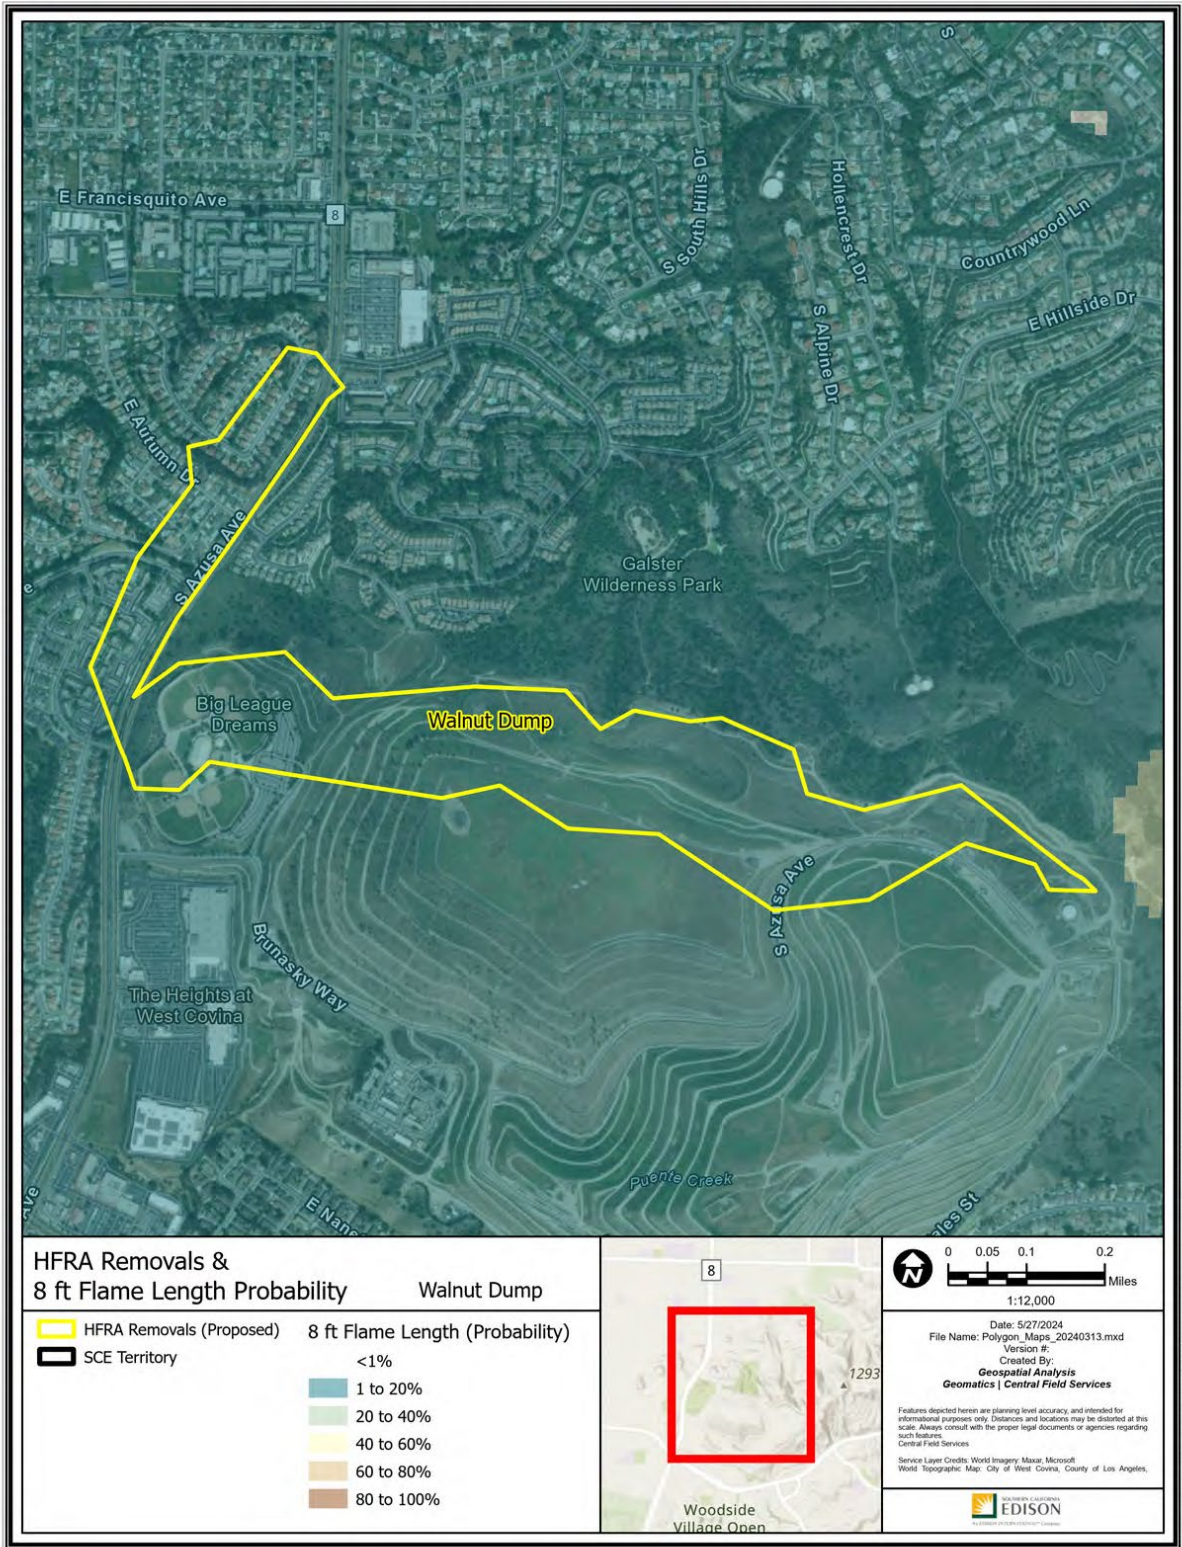 S
E Francisquito Ave
8
S South Hills Dr
Hollencrest Dr
Countrywood Ln
E Hillside Dr
S Alpine Dr
E Autumn Dr
S Azusa Ave
e
Galster
Wilderness Park
Big League
Dreams
Walnut Dump
S Azusa Ave
Brunasky Way
The Heights at
West Covina
Puente Creek
Ave
E Nano
ales St
HFRA Removals &
8 ft Flame Length Probability
Walnut Dump
HFRA Removals (Proposed)
SCE Territory
8 ft Flame Length (Probability)
<1%
1 to 20%
20 to 40%
40 to 60%
60 to 80%
80 to 100%
8
1293
Woodside
Village Open
N
0 0.05 0.1 0.2
Miles
1:12,000
Date: 5/27/2024
File Name: Polygon_Maps_20240313.mxd
Version #:
Created By:
Geospatial Analysis
Geomatics | Central Field Services
Features depicted herein are planning level accuracy, and intended for
informational purposes only. Distances and locations may be distorted at this
scale. Always consult with the proper legal documents or agencies regarding
such features.
Central Field Services
Service Layer Credits: World Imagery: Maxar, Microsoft
World Topographic Map: City of West Covina, County of Los Angeles,
SOUTHERN CALIFORNIA
EDISON
An EDISON INTERNATIONAL® Company